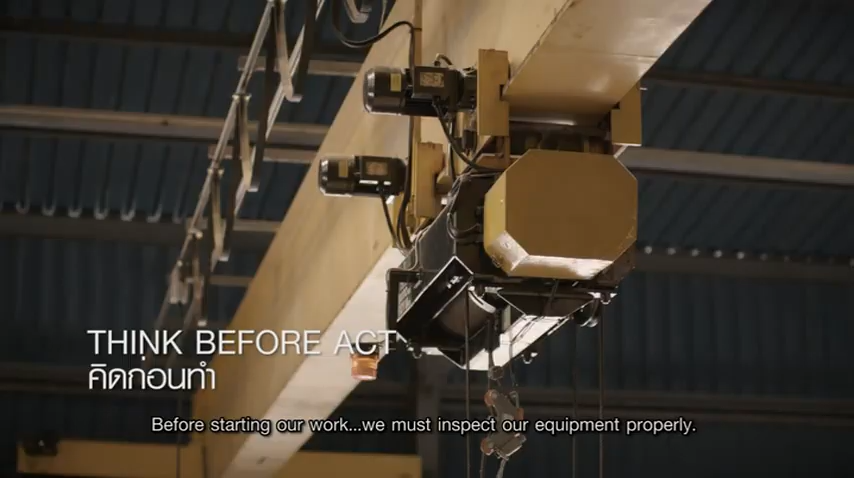 THINK BEFORE ACT
คิดก่อนทำ
Before starting our work...we must inspect our equipment properly.